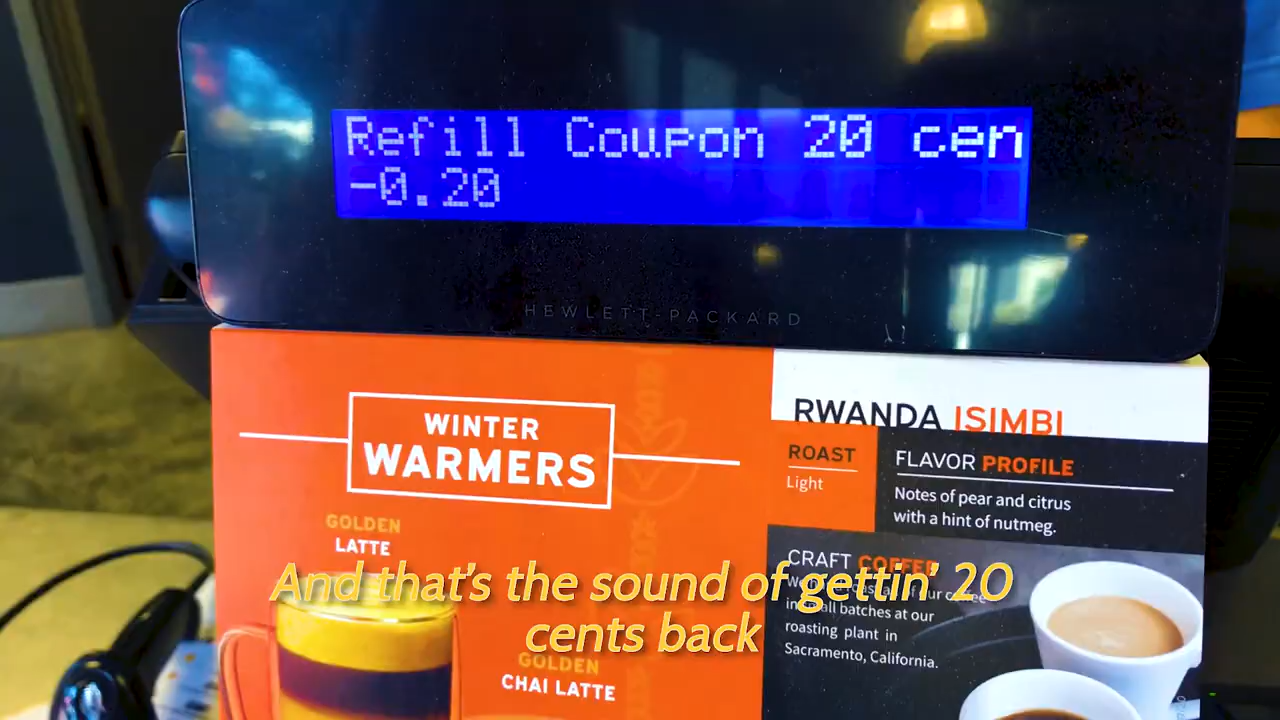 Refill Coupon 20 cen
-0.20
HEWLETT-PACKARD
WINTER
WARMERS
GOLDEN
LATTE
GOLDEN
CHAI LATTE
RWANDA ISIMBI
ROAST
Light
FLAVOR PROFILE
Notes of pear and citrus
with a hint of nutmeg.
CRAFT COFFEE
our coffee
in small batches at our
roasting plant in
Sacramento, California.
And that's the sound of gettin' 20
cents back